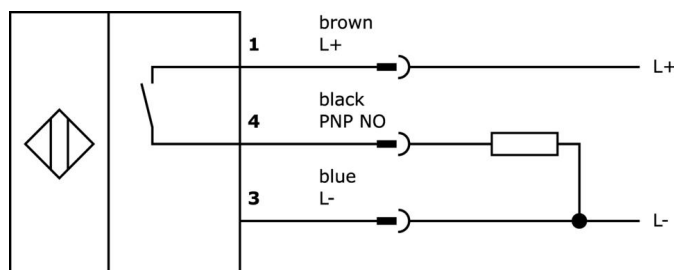 brown
1 L+
L+
black
4 PNP NO
blue
3 L-
L-